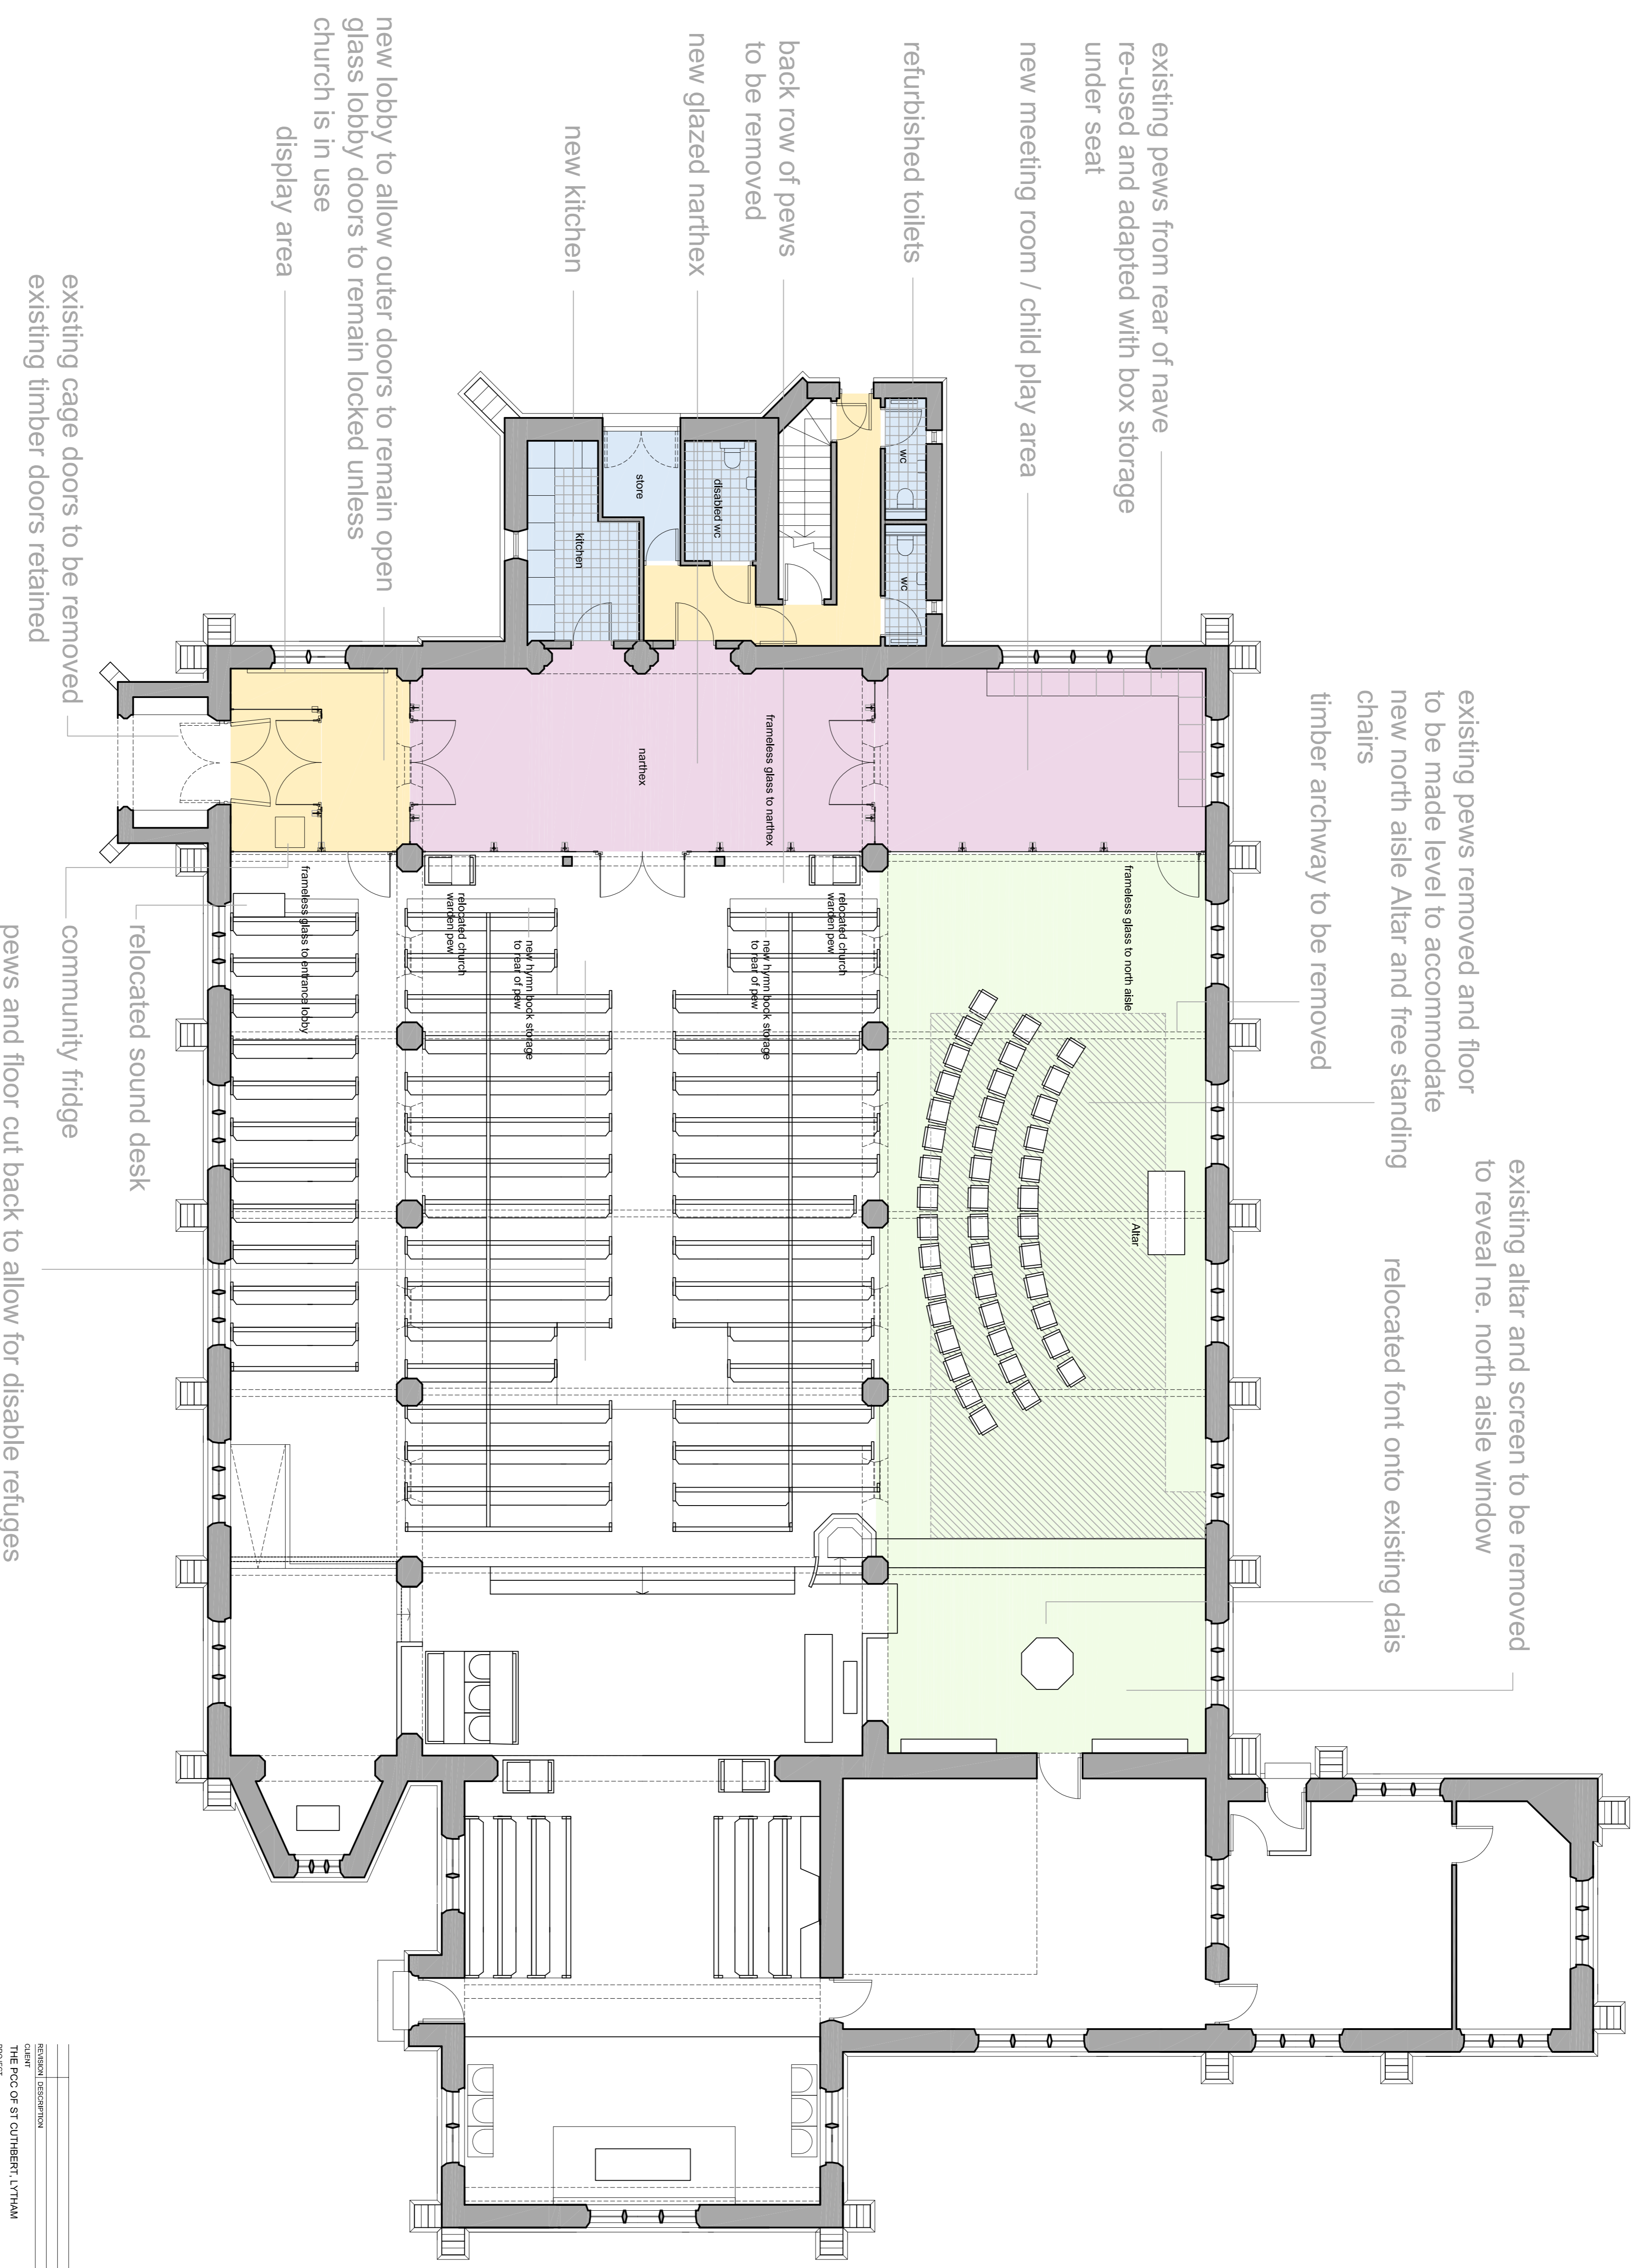 existing pews from rear of nave
re-used and adapted with box storage
under seat
new meeting room / child play area
refurbished toilets
back row of pews
to be removed
new glazed narthex
new kitchen
new lobby to allow outer doors to remain open
glass lobby doors to remain locked unless
church is in use
display area
existing cage doors to be removed
existing timber doors retained
existing pews removed and floor
to be made level to accommodate
new north aisle Altar and free standing
chairs
timber archway to be removed
existing altar and screen to be removed
to reveal ne. north aisle window
relocated font onto existing dais
wc
wc
disabled wc
store
kitchen
narthex
frameless glass to narthex
frameless glass to north aisle
Altar
relocated church
warden pew
new hymn book storage
to rear of pew
relocated church
warden pew
new hymn book storage
to rear of pew
frameless glass to entrance lobby
relocated sound desk
community fridge
pews and floor cut back to allow for disable refuges
REVISION DESCRIPTION
CLIENT
THE PCC OF ST CUTHBERT, LYTHAM